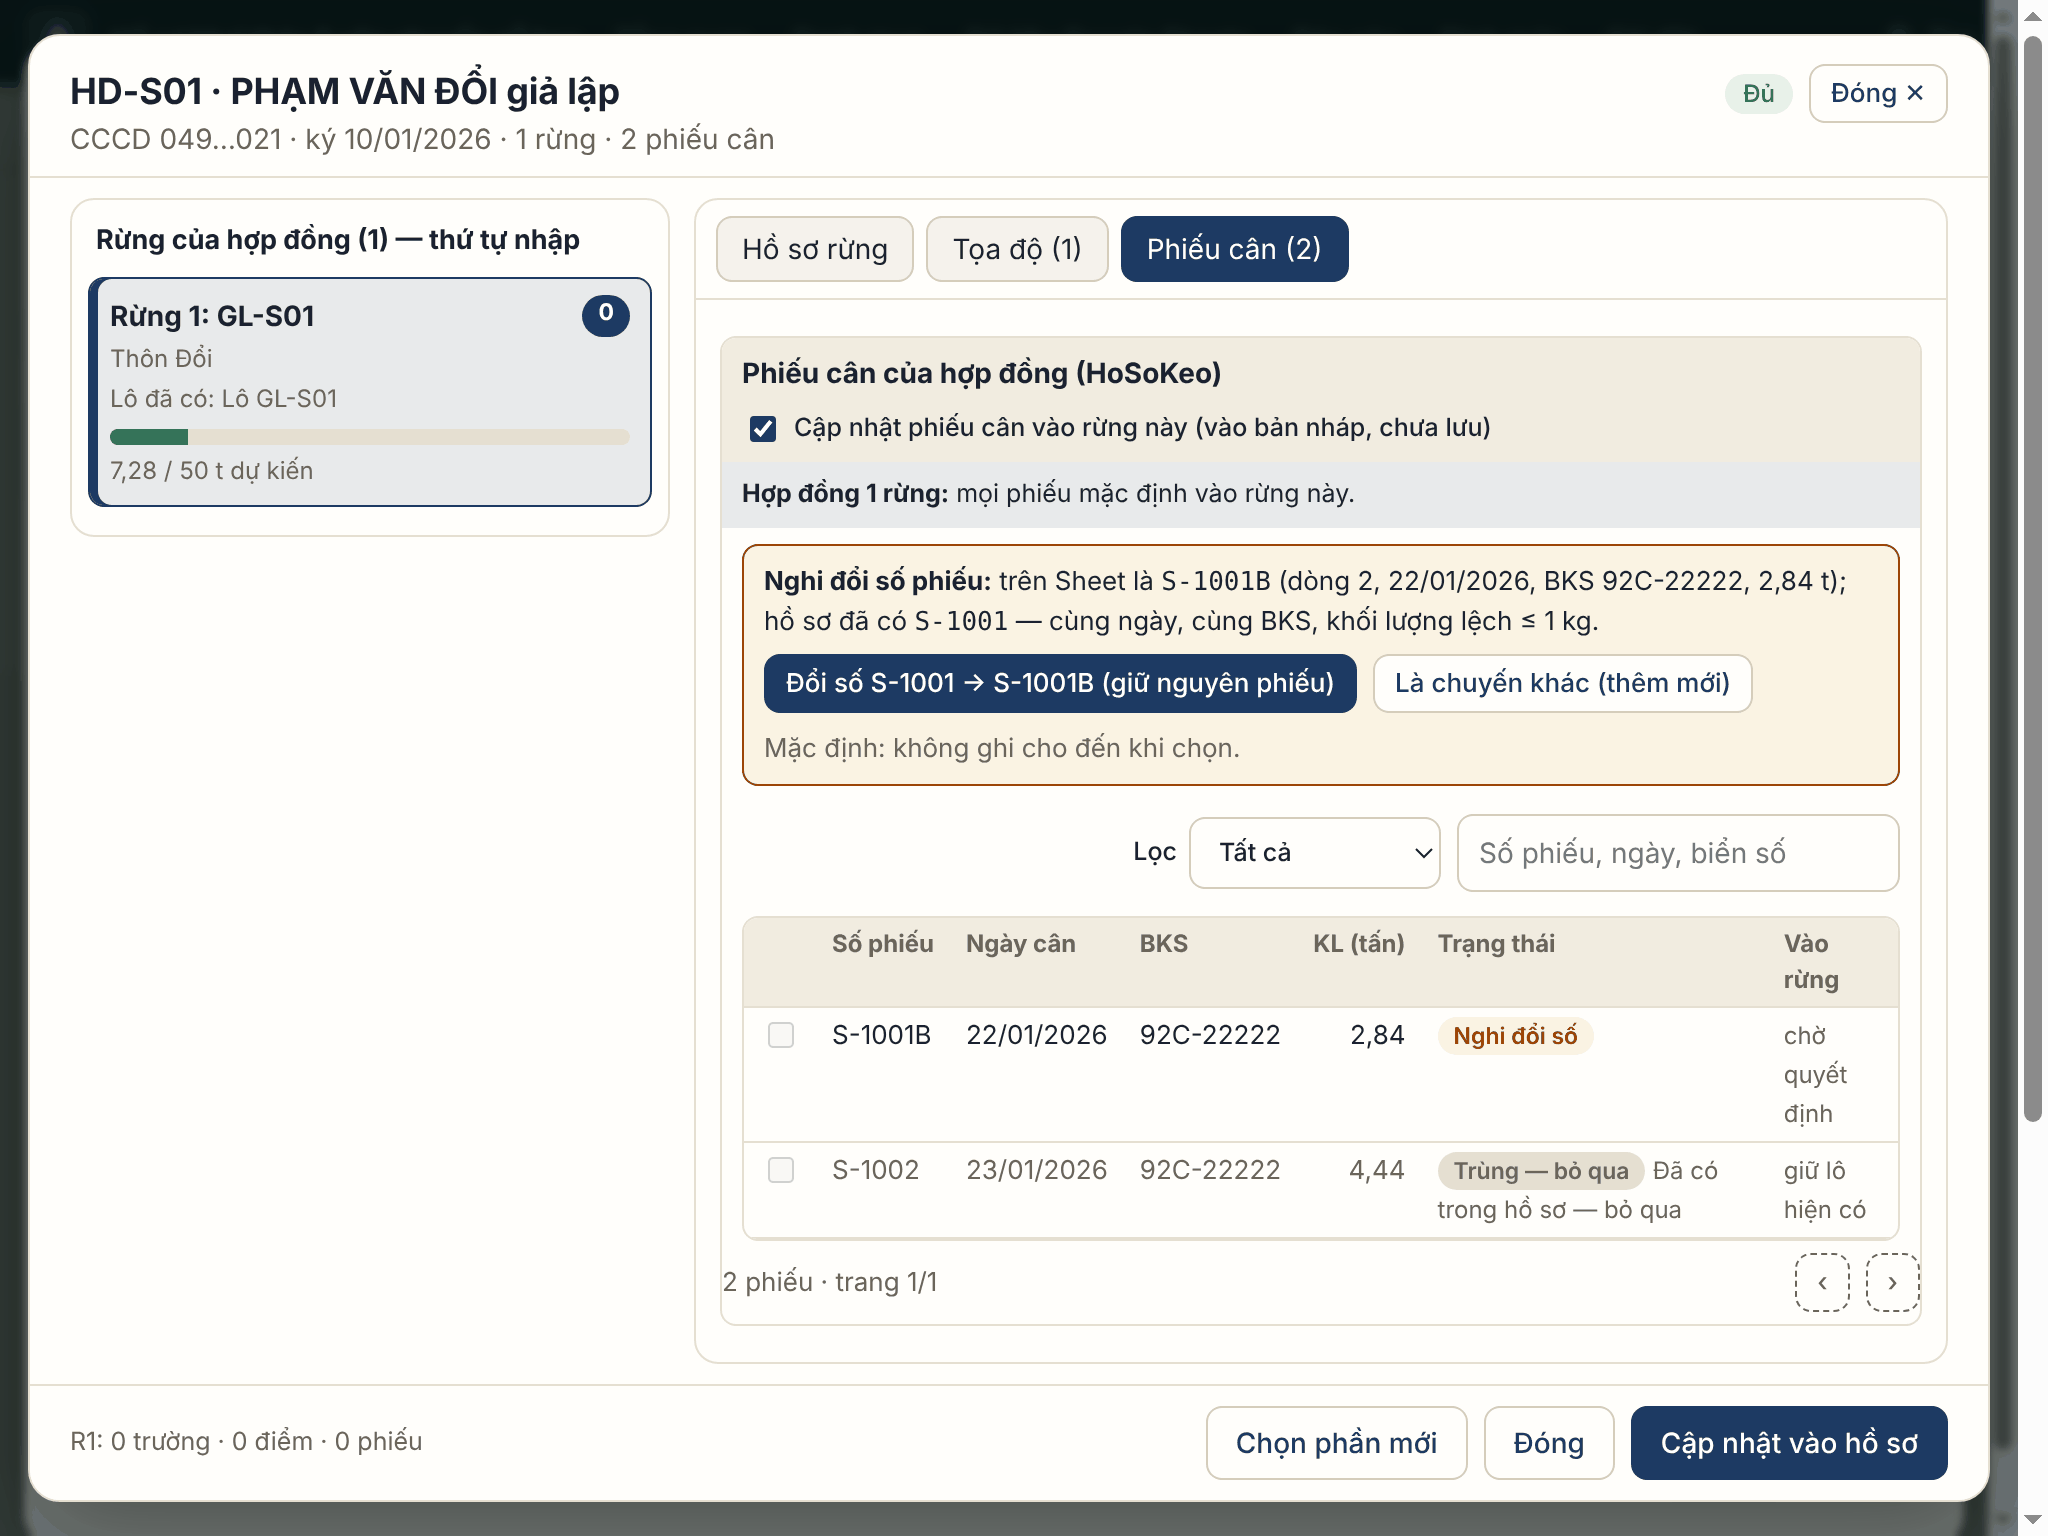 HD-S01 · PHẠM VĂN ĐỔI giả lập
CCCD 049…021 · ký 10/01/2026 · 1 rừng · 2 phiếu cân
Đủ
Đóng ✕
Rừng của hợp đồng (1) — thứ tự nhập
Rừng 1: GL-S01
0
Thôn Đồi
Lô đã có: Lô GL-S01
7,28 / 50 t dự kiến
Hồ sơ rừng
Tọa độ (1)
Phiếu cân (2)
Phiếu cân của hợp đồng (HoSoKeo)
Cập nhật phiếu cân vào rừng này (vào bản nháp, chưa lưu)
Hợp đồng 1 rừng: mọi phiếu mặc định vào rừng này.
Nghi đổi số phiếu: trên Sheet là S-1001B (dòng 2, 22/01/2026, BKS 92C-22222, 2,84 t);
hồ sơ đã có S-1001 — cùng ngày, cùng BKS, khối lượng lệch ≤ 1 kg.
Đổi số S-1001 → S-1001B (giữ nguyên phiếu)
Là chuyến khác (thêm mới)
Mặc định: không ghi cho đến khi chọn.
Lọc
Tất cả
Số phiếu, ngày, biển số
Số phiếu Ngày cân BKS KL (tấn) Trạng thái Vào
rừng
S-1001B 22/01/2026 92C-22222 2,84 Nghi đổi số chờ
quyết
định
S-1002 23/01/2026 92C-22222 4,44 Trùng — bỏ qua Đã có giữ lô
trong hồ sơ — bỏ qua hiện có
2 phiếu · trang 1/1
‹ ›
R1: 0 trường · 0 điểm · 0 phiếu
Chọn phần mới
Đóng
Cập nhật vào hồ sơ